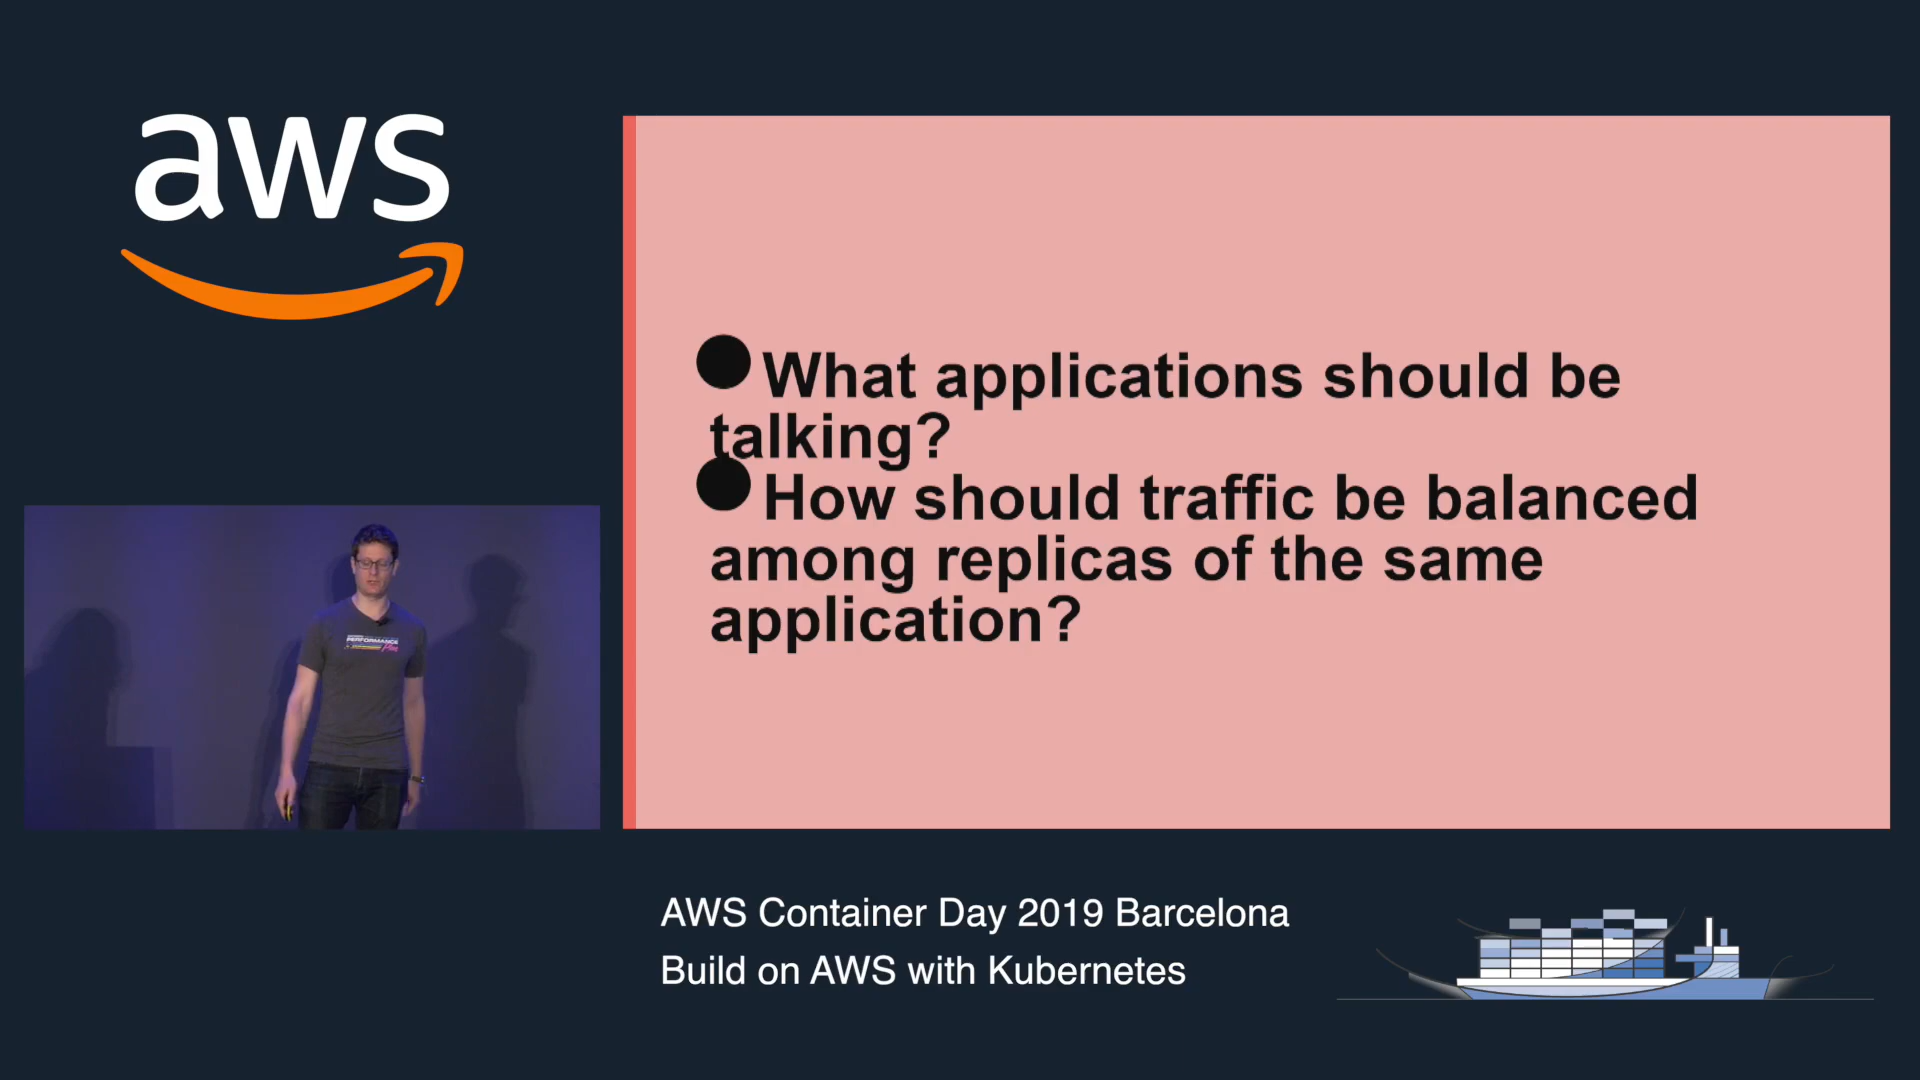 aws
What applications should be
talking?
How should traffic be balanced
among replicas of the same
application?
PERFORMANCE
AWS Container Day 2019 Barcelona
Build on AWS with Kubernetes